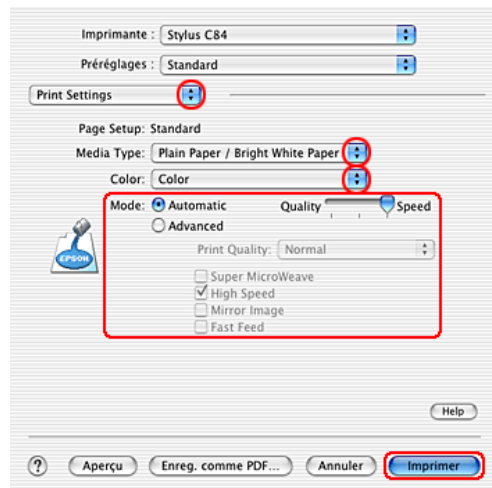 Imprimante : Stylus C84
Préréglages : Standard
Print Settings
Page Setup: Standard
Media Type: Plain Paper / Bright White Paper
Color: Color
Mode: Automatic Quality Speed
Advanced
Print Quality: Normal
Super MicroWeave
High Speed
Mirror Image
Fast Feed
EPSON
Help
? Aperçu Enreg. comme PDF... Annuler Imprimer